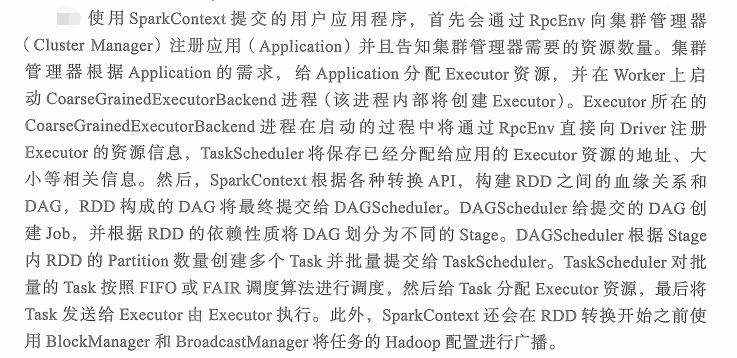 使用 SparkContext 提交的用户应用程序，首先会通过 RpcEnv 向集群管理器
（Cluster Manager）注册应用（Application）并且告知集群管理器需要的资源数量。集群
管理器根据 Application 的需求，给 Application 分配 Executor 资源，并在 Worker 上启
动 CoarseGrainedExecutorBackend 进程（该进程内部将创建 Executor）。Executor 所在的
CoarseGrainedExecutorBackend 进程在启动的过程中将通过 RpcEnv 直接向 Driver 注册
Executor 的资源信息，TaskScheduler 将保存已经分配给应用的 Executor 资源的地址、大
小等相关信息。然后，SparkContext 根据各种转换 API，构建 RDD 之间的血缘关系和
DAG，RDD 构成的 DAG 将最终提交给 DAGScheduler。DAGScheduler 给提交的 DAG 创
建 Job，并根据 RDD 的依赖性质将 DAG 划分为不同的 Stage。DAGScheduler 根据 Stage
内 RDD 的 Partition 数量创建多个 Task 并批量提交给 TaskScheduler。TaskScheduler 对批
量的 Task 按照 FIFO 或 FAIR 调度算法进行调度，然后给 Task 分配 Executor 资源，最后将
Task 发送给 Executor 由 Executor 执行。此外，SparkContext 还会在 RDD 转换开始之前使
用 BlockManager 和 BroadcastManager 将任务的 Hadoop 配置进行广播。